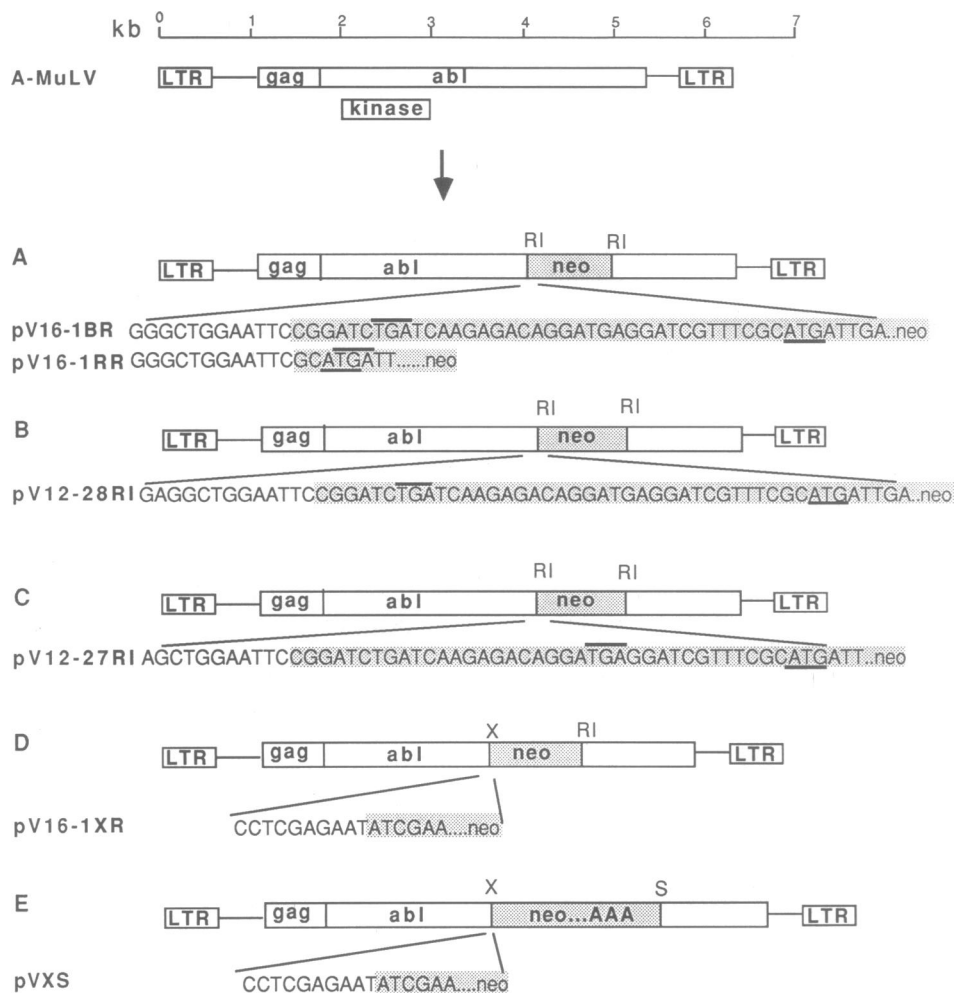 kb 0 1 2 3 4 5 6 7
A-MuLV LTR gag abl LTR
kinase
A
RI RI
LTR gag abl neo LTR
pV16-1BR GGGCTGGAATTCCGGATCTGATCAAGAGACAGGATGAGGATCGTTTCGCATGATTGA..neo
pV16-1RR GGGCTGGAATTCGCATGATT......neo
B
RI RI
LTR gag abl neo LTR
pV12-28RI GAGGCTGGAATTCCGGATCTGATCAAGAGACAGGATGAGGATCGTTTCGCATGATTGA..neo
C
RI RI
LTR gag abl neo LTR
pV12-27RI AGCTGGAATTCCGGATCTGATCAAGAGACAGGATGAGGATCGTTTCGCATGATT..neo
D
X RI
LTR gag abl neo LTR
pV16-1XR CCTCGAGAATATCGAA....neo
E
X S
LTR gag abl neo...AAA LTR
pVXS CCTCGAGAATATCGAA....neo